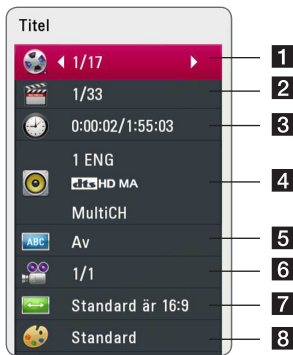 Titel
1/17
1
1/33
2
0:00:02/1:55:03
3
1 ENG
dts HD MA
MultiCH
4
ABC
Av
5
1/1
6
Standard är 16:9
7
Standard
8